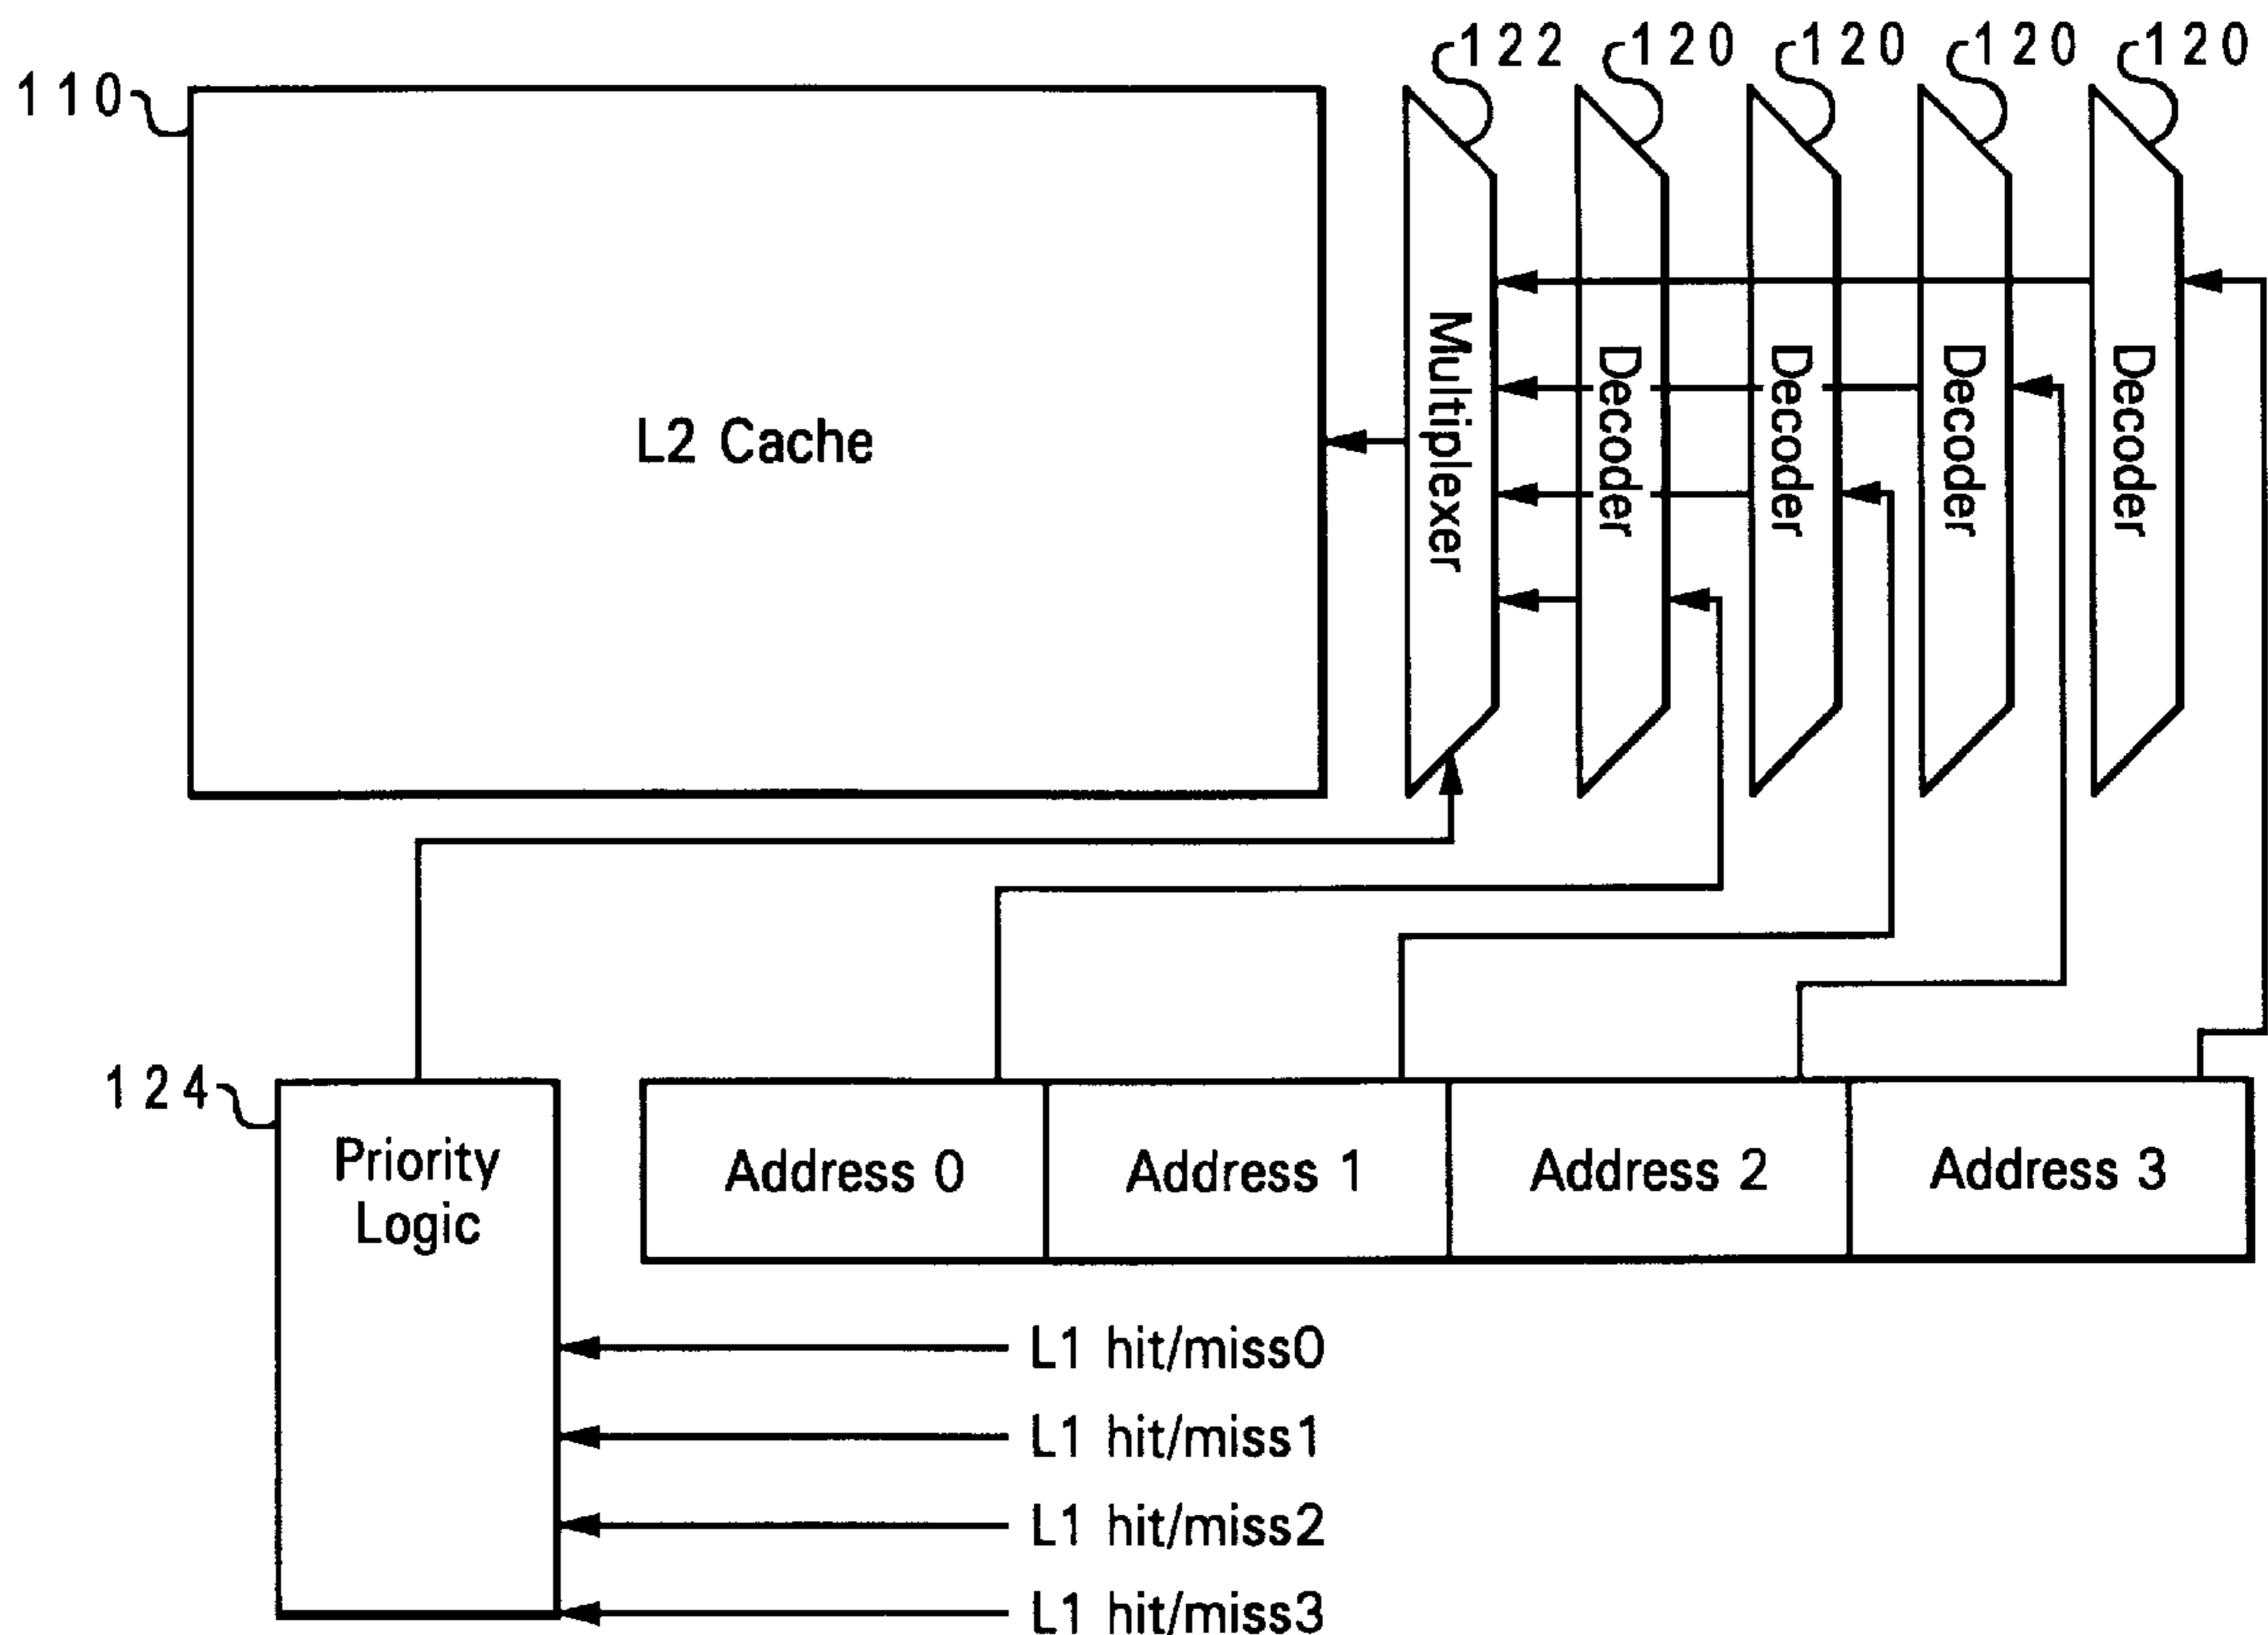 122
120
120
120
120
110
L2 Cache
Multiplexer
Decoder
Decoder
Decoder
Decoder
124
Priority
Logic
Address 0
Address 1
Address 2
Address 3
L1 hit/miss0
L1 hit/miss1
L1 hit/miss2
L1 hit/miss3